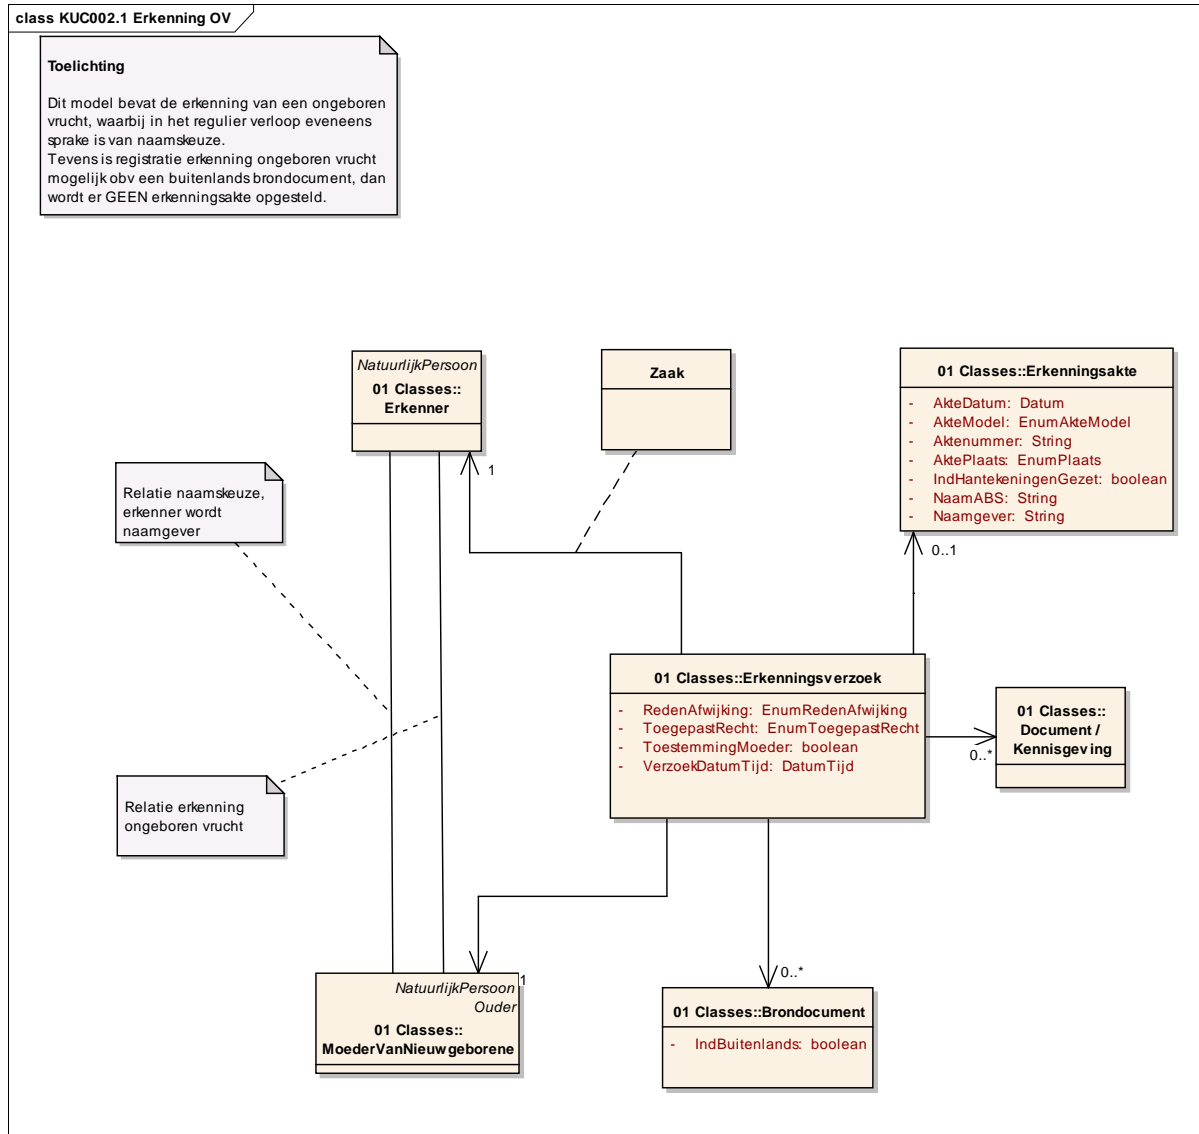 class KUC002.1 Erkenning OV
Toelichting
Dit model bevat de erkenning van een ongeboren
vrucht, waarbij in het regulier verloop eveneens
sprake is van naamskeuze.
Tevens is registratie erkenning ongeboren vrucht
mogelijk obv een buitenlands brondocument, dan
wordt er GEEN erkenningsakte opgesteld.
NatuurlijkPersoon
01 Classes::
Erkenner
Zaak
01 Classes::Erkenningsakte
- AkteDatum: Datum
- AkteModel: EnumAkteModel
- Aktenummer: String
- AktePlaats: EnumPlaats
- IndHantekeningenGezet: boolean
- NaamABS: String
- Naamgever: String
1
0..1
Relatie naamskeuze,
erkenner wordt
naamgever
01 Classes::Erkenningsverzoek
- RedenAfwijking: EnumRedenAfwijking
- ToegepastRecht: EnumToegepastRecht
- ToestemmingMoeder: boolean
- VerzoekDatumTijd: DatumTijd
01 Classes::
Document /
Kennisgeving
0..*
Relatie erkenning
ongeboren vrucht
1
0..*
NatuurlijkPersoon
Ouder
01 Classes::
MoederVanNieuwgeborene
01 Classes::Brondocument
- IndBuitenlands: boolean